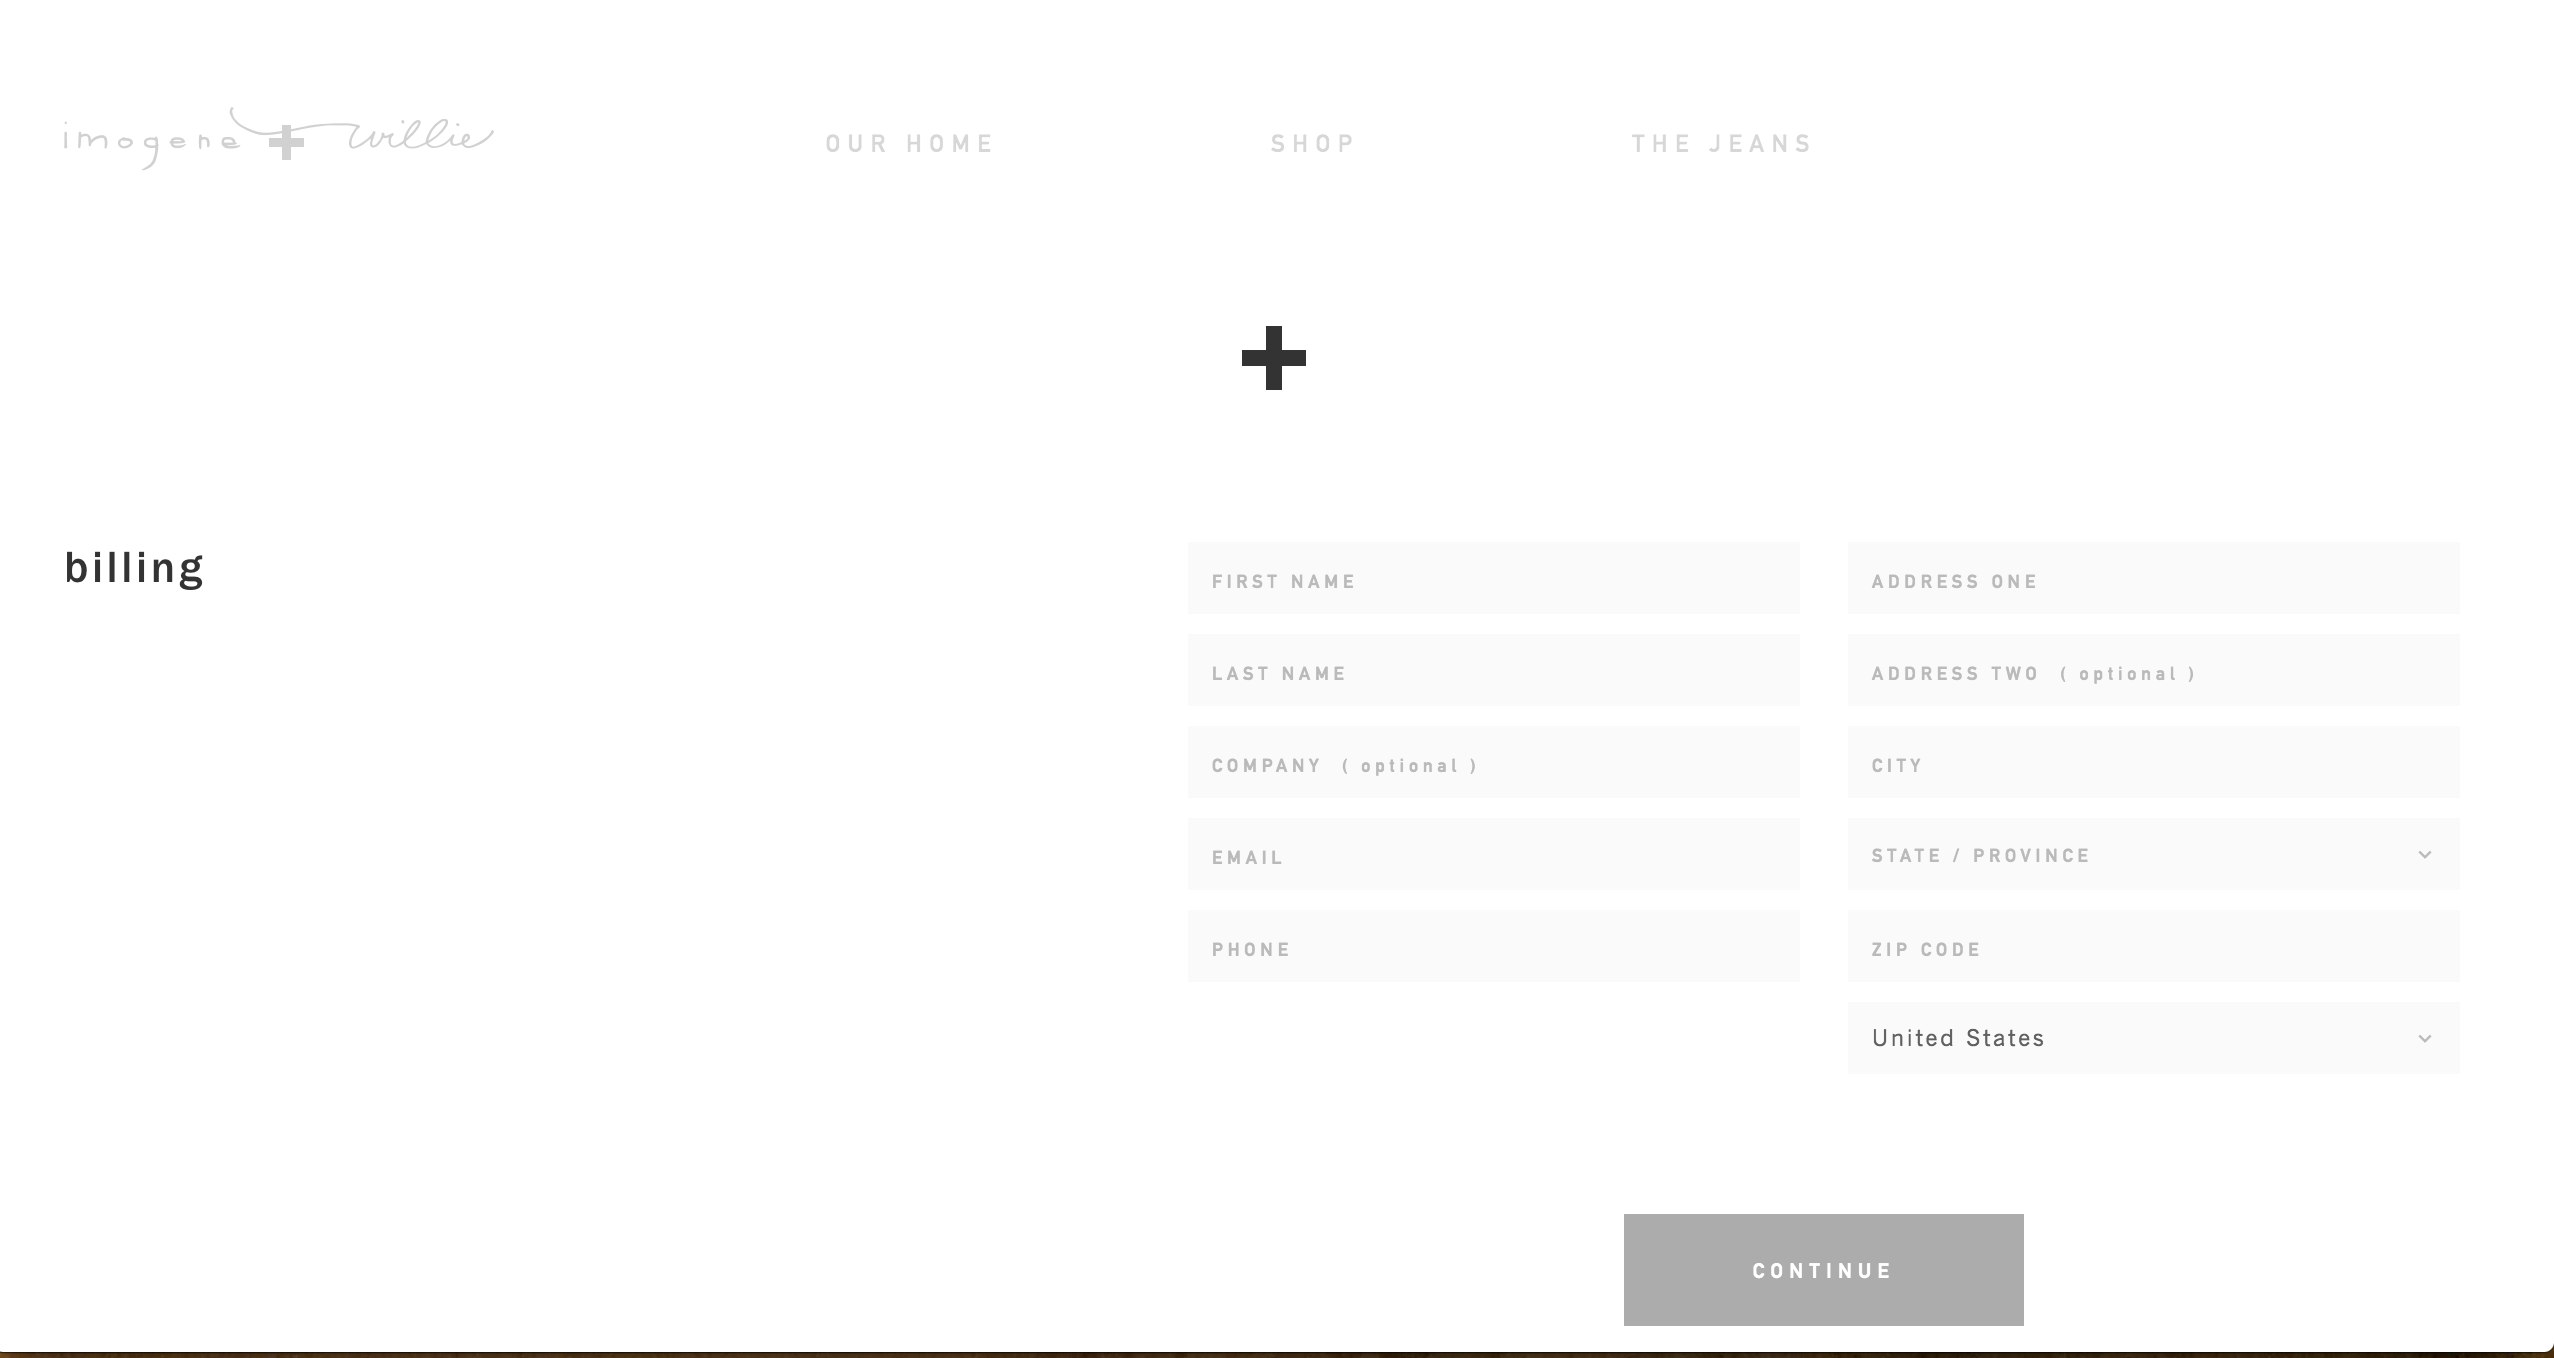 imogene + willie
OUR HOME
SHOP
THE JEANS
billing
FIRST NAME
LAST NAME
COMPANY ( optional )
EMAIL
PHONE
ADDRESS ONE
ADDRESS TWO ( optional )
CITY
STATE / PROVINCE
ZIP CODE
United States
CONTINUE